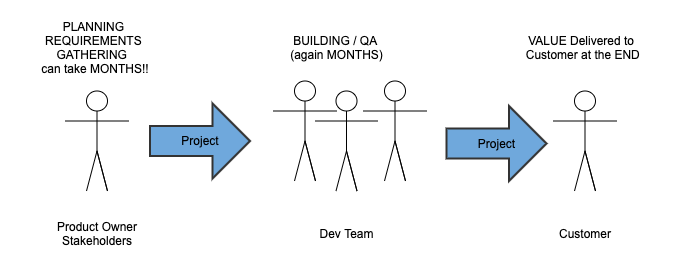 PLANNING
REQUIREMENTS
GATHERING
can take MONTHS!!
BUILDING / QA
(again MONTHS)
VALUE Delivered to
Customer at the END
Project
Project
Product Owner
Stakeholders
Dev Team
Customer